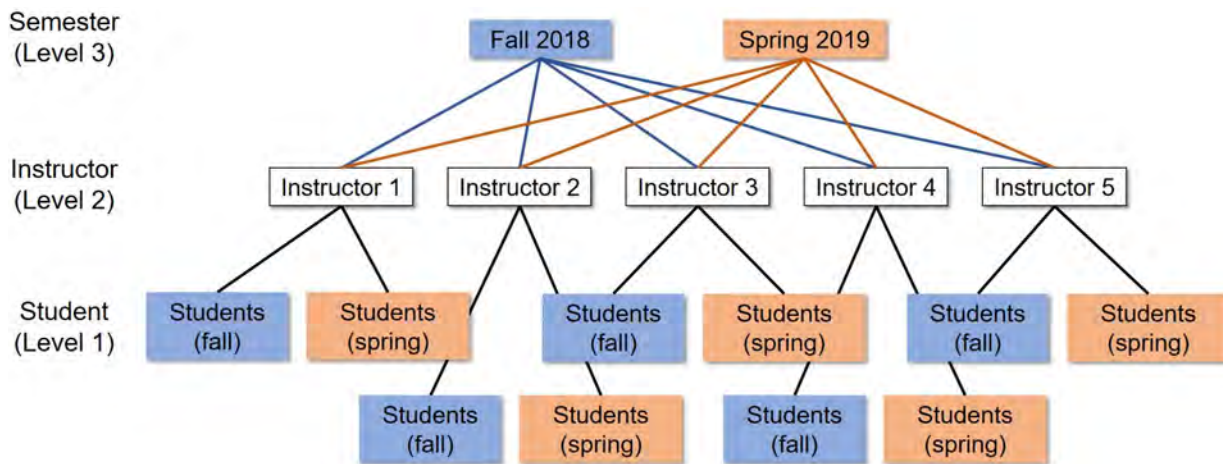 Semester
(Level 3)
Fall 2018
Spring 2019
Instructor
(Level 2)
Instructor 1
Instructor 2
Instructor 3
Instructor 4
Instructor 5
Student
(Level 1)
Students
(fall)
Students
(spring)
Students
(fall)
Students
(spring)
Students
(fall)
Students
(spring)
Students
(fall)
Students
(spring)
Students
(fall)
Students
(spring)